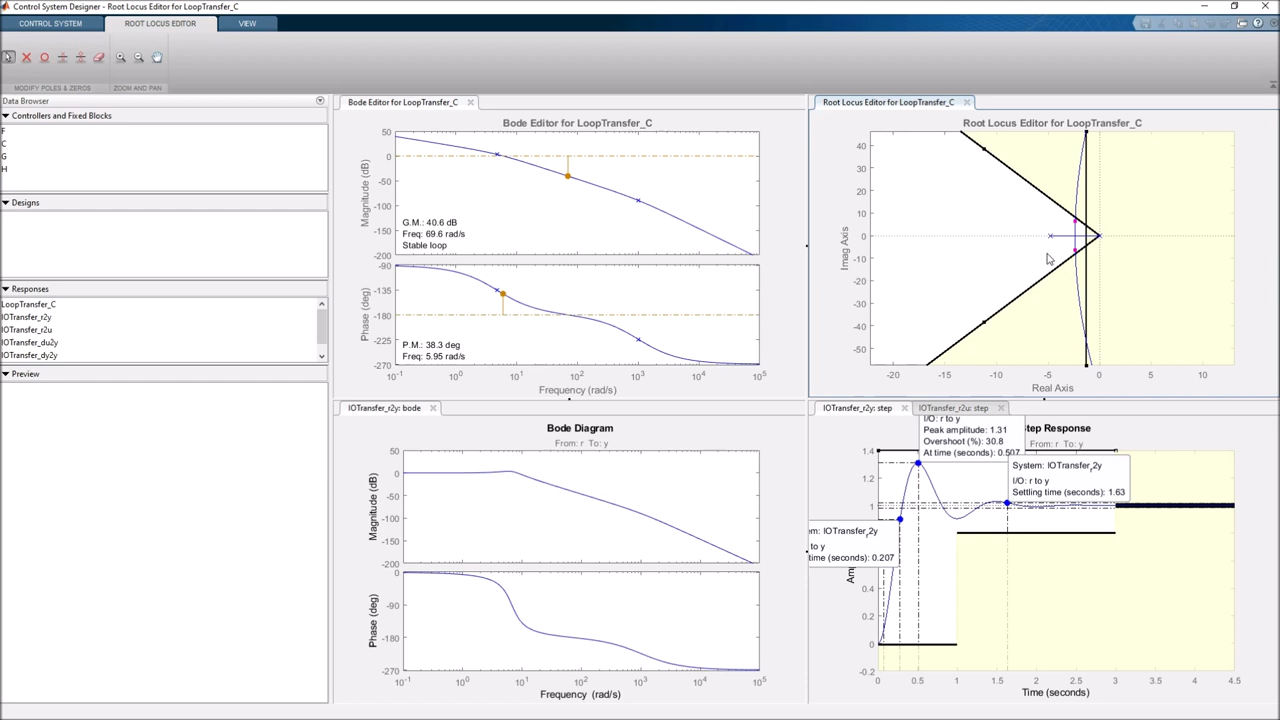 Control System Designer - Root Locus Editor for LoopTransfer_C
CONTROL SYSTEM
ROOT LOCUS EDITOR
VIEW
MODIFY POLES & ZEROS
ZOOM AND PAN
Data Browser
Controllers and Fixed Blocks
F
C
G
H
Designs
Responses
LoopTransfer_C
IOTransfer_r2y
IOTransfer_r2u
IOTransfer_du2y
IOTransfer_dy2y
Preview
Bode Editor for LoopTransfer_C
Bode Editor for LoopTransfer_C
50
0
-50
-100
-150
-200
Magnitude (dB)
G.M.: 40.6 dB
Freq: 69.6 rad/s
Stable loop
-90
-135
-180
-225
-270
Phase (deg)
P.M.: 38.3 deg
Freq: 5.95 rad/s
10-1 100 101 102 103 104 105
Frequency (rad/s)
Root Locus Editor for LoopTransfer_C
Root Locus Editor for LoopTransfer_C
40
30
20
10
0
-10
-20
-30
-40
-50
Imag Axis
-20 -15 -10 -5 0 5 10
Real Axis
IOTransfer_r2y: bode
Bode Diagram
From: r To: y
50
0
-50
-100
-150
-200
Magnitude (dB)
0
-90
-180
-270
Phase (deg)
10-1 100 101 102 103 104 105
Frequency (rad/s)
IOTransfer_r2y: step
IOTransfer_r2u: step
Step Response
From: r To: y
I/O: r to y
Peak amplitude: 1.31
Overshoot (%): 30.8
At time (seconds): 0.507
System: IOTransfer_r2y
I/O: r to y
Settling time (seconds): 1.63
em: IOTransfer_r2y
to y
time (seconds): 0.207
1.4
1.2
1
0.4
0.2
0
-0.2
0 0.5 1 1.5 2 2.5 3 3.5 4 4.5
Time (seconds)